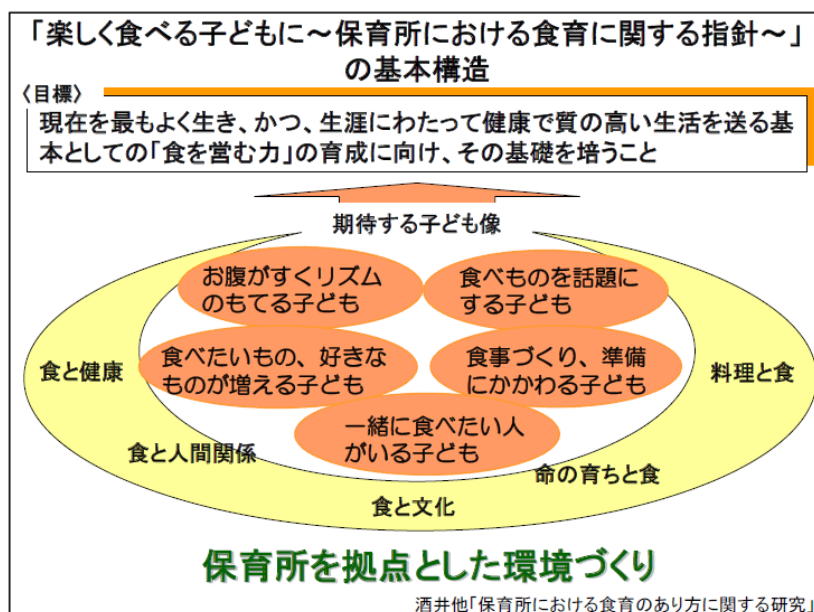 「楽しく食べる子どもに～保育所における食育に関する指針～」
の基本構造
〈目標〉
現在を最もよく生き、かつ、生涯にわたって健康で質の高い生活を送る基
本としての「食を営む力」の育成に向け、その基礎を培うこと
期待する子ども像
お腹がすくリズム
のもてる子ども
食べものを話題に
する子ども
食べたいもの、好きな
ものが増える子ども
食事づくり、準備
にかかわる子ども
一緒に食べたい人
がいる子ども
食と健康
食と人間関係
食と文化
命の育ちと食
料理と食
保育所を拠点とした環境づくり
酒井他「保育所における食育のあり方に関する研究」